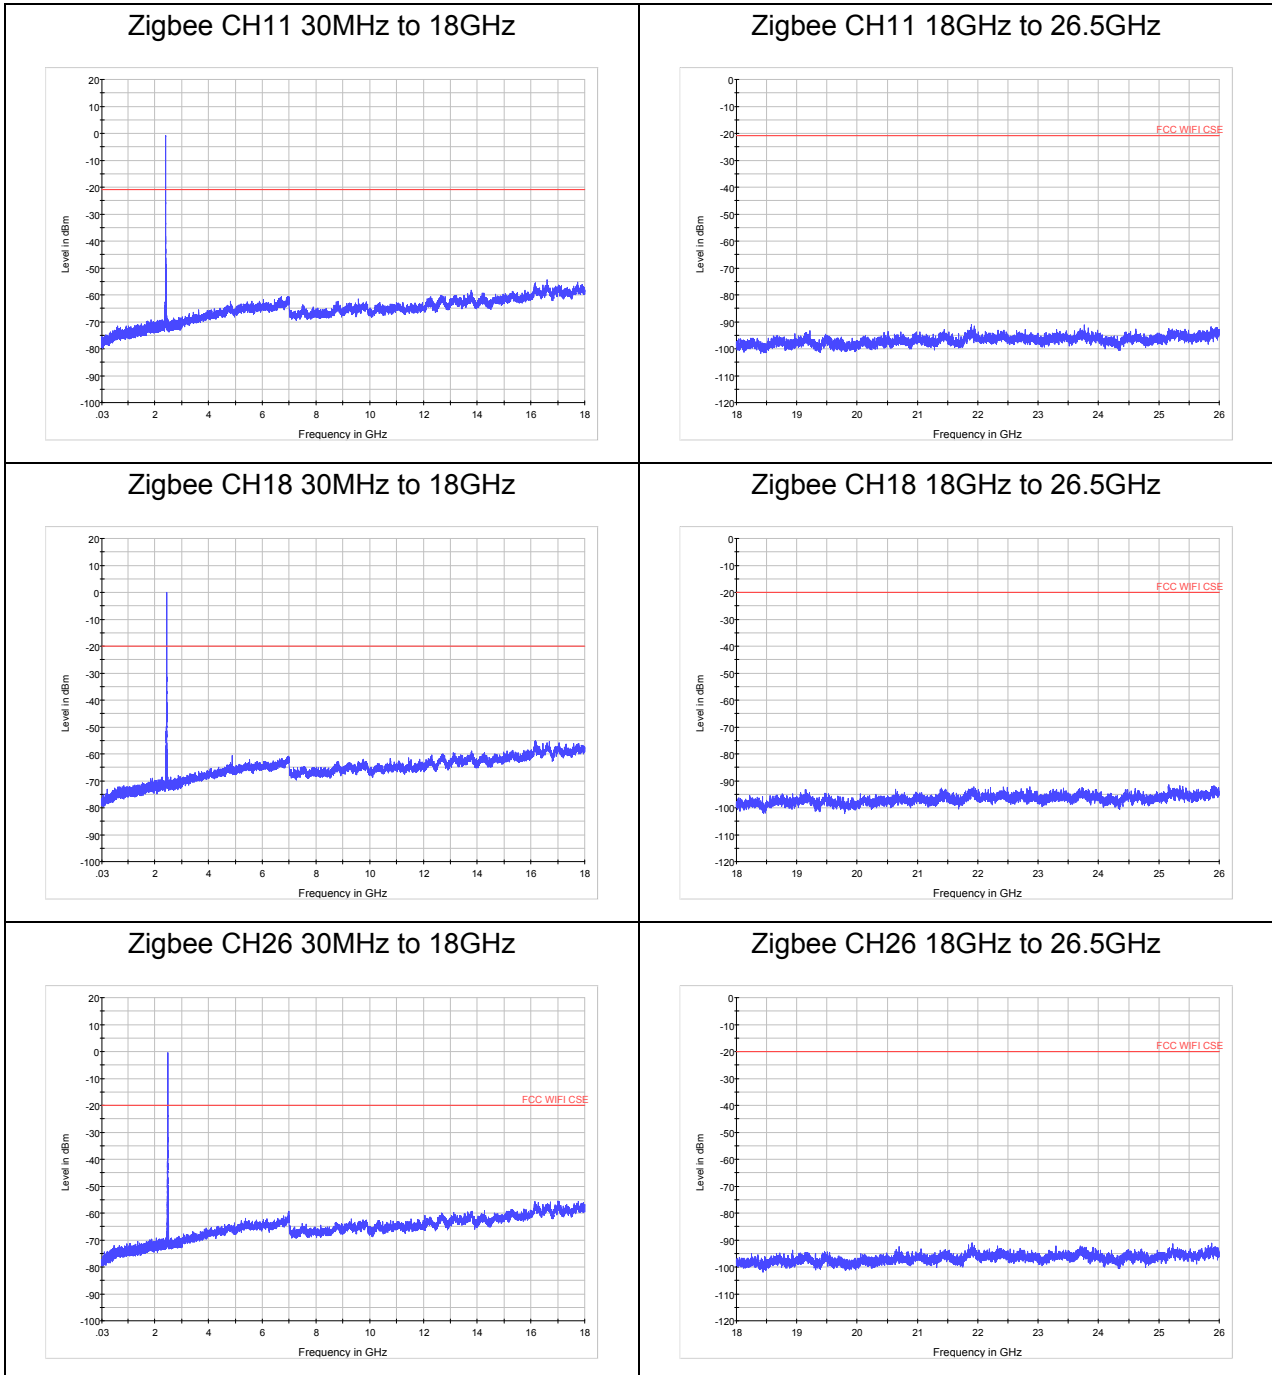 Zigbee CH11 30MHz to 18GHz
20
10
0
-10
-20
-30
-40
-50
-60
-70
-80
-90
-100
Level in dBm
.03 2 4 6 8 10 12 14 16 18
Frequency in GHz
Zigbee CH11 18GHz to 26.5GHz
0
-10
-20
-30
-40
-50
-60
-70
-80
-90
-100
-110
-120
Level in dBm
FCC WIFI CSE
18 19 20 21 22 23 24 25 26
Frequency in GHz
Zigbee CH18 30MHz to 18GHz
20
10
0
-10
-20
-30
-40
-50
-60
-70
-80
-90
-100
Level in dBm
.03 2 4 6 8 10 12 14 16 18
Frequency in GHz
Zigbee CH18 18GHz to 26.5GHz
0
-10
-20
-30
-40
-50
-60
-70
-80
-90
-100
-110
-120
Level in dBm
FCC WIFI CSE
18 19 20 21 22 23 24 25 26
Frequency in GHz
Zigbee CH26 30MHz to 18GHz
20
10
0
-10
-20
-30
-40
-50
-60
-70
-80
-90
-100
Level in dBm
FCC WIFI CSE
.03 2 4 6 8 10 12 14 16 18
Frequency in GHz
Zigbee CH26 18GHz to 26.5GHz
0
-10
-20
-30
-40
-50
-60
-70
-80
-90
-100
-110
-120
Level in dBm
FCC WIFI CSE
18 19 20 21 22 23 24 25 26
Frequency in GHz